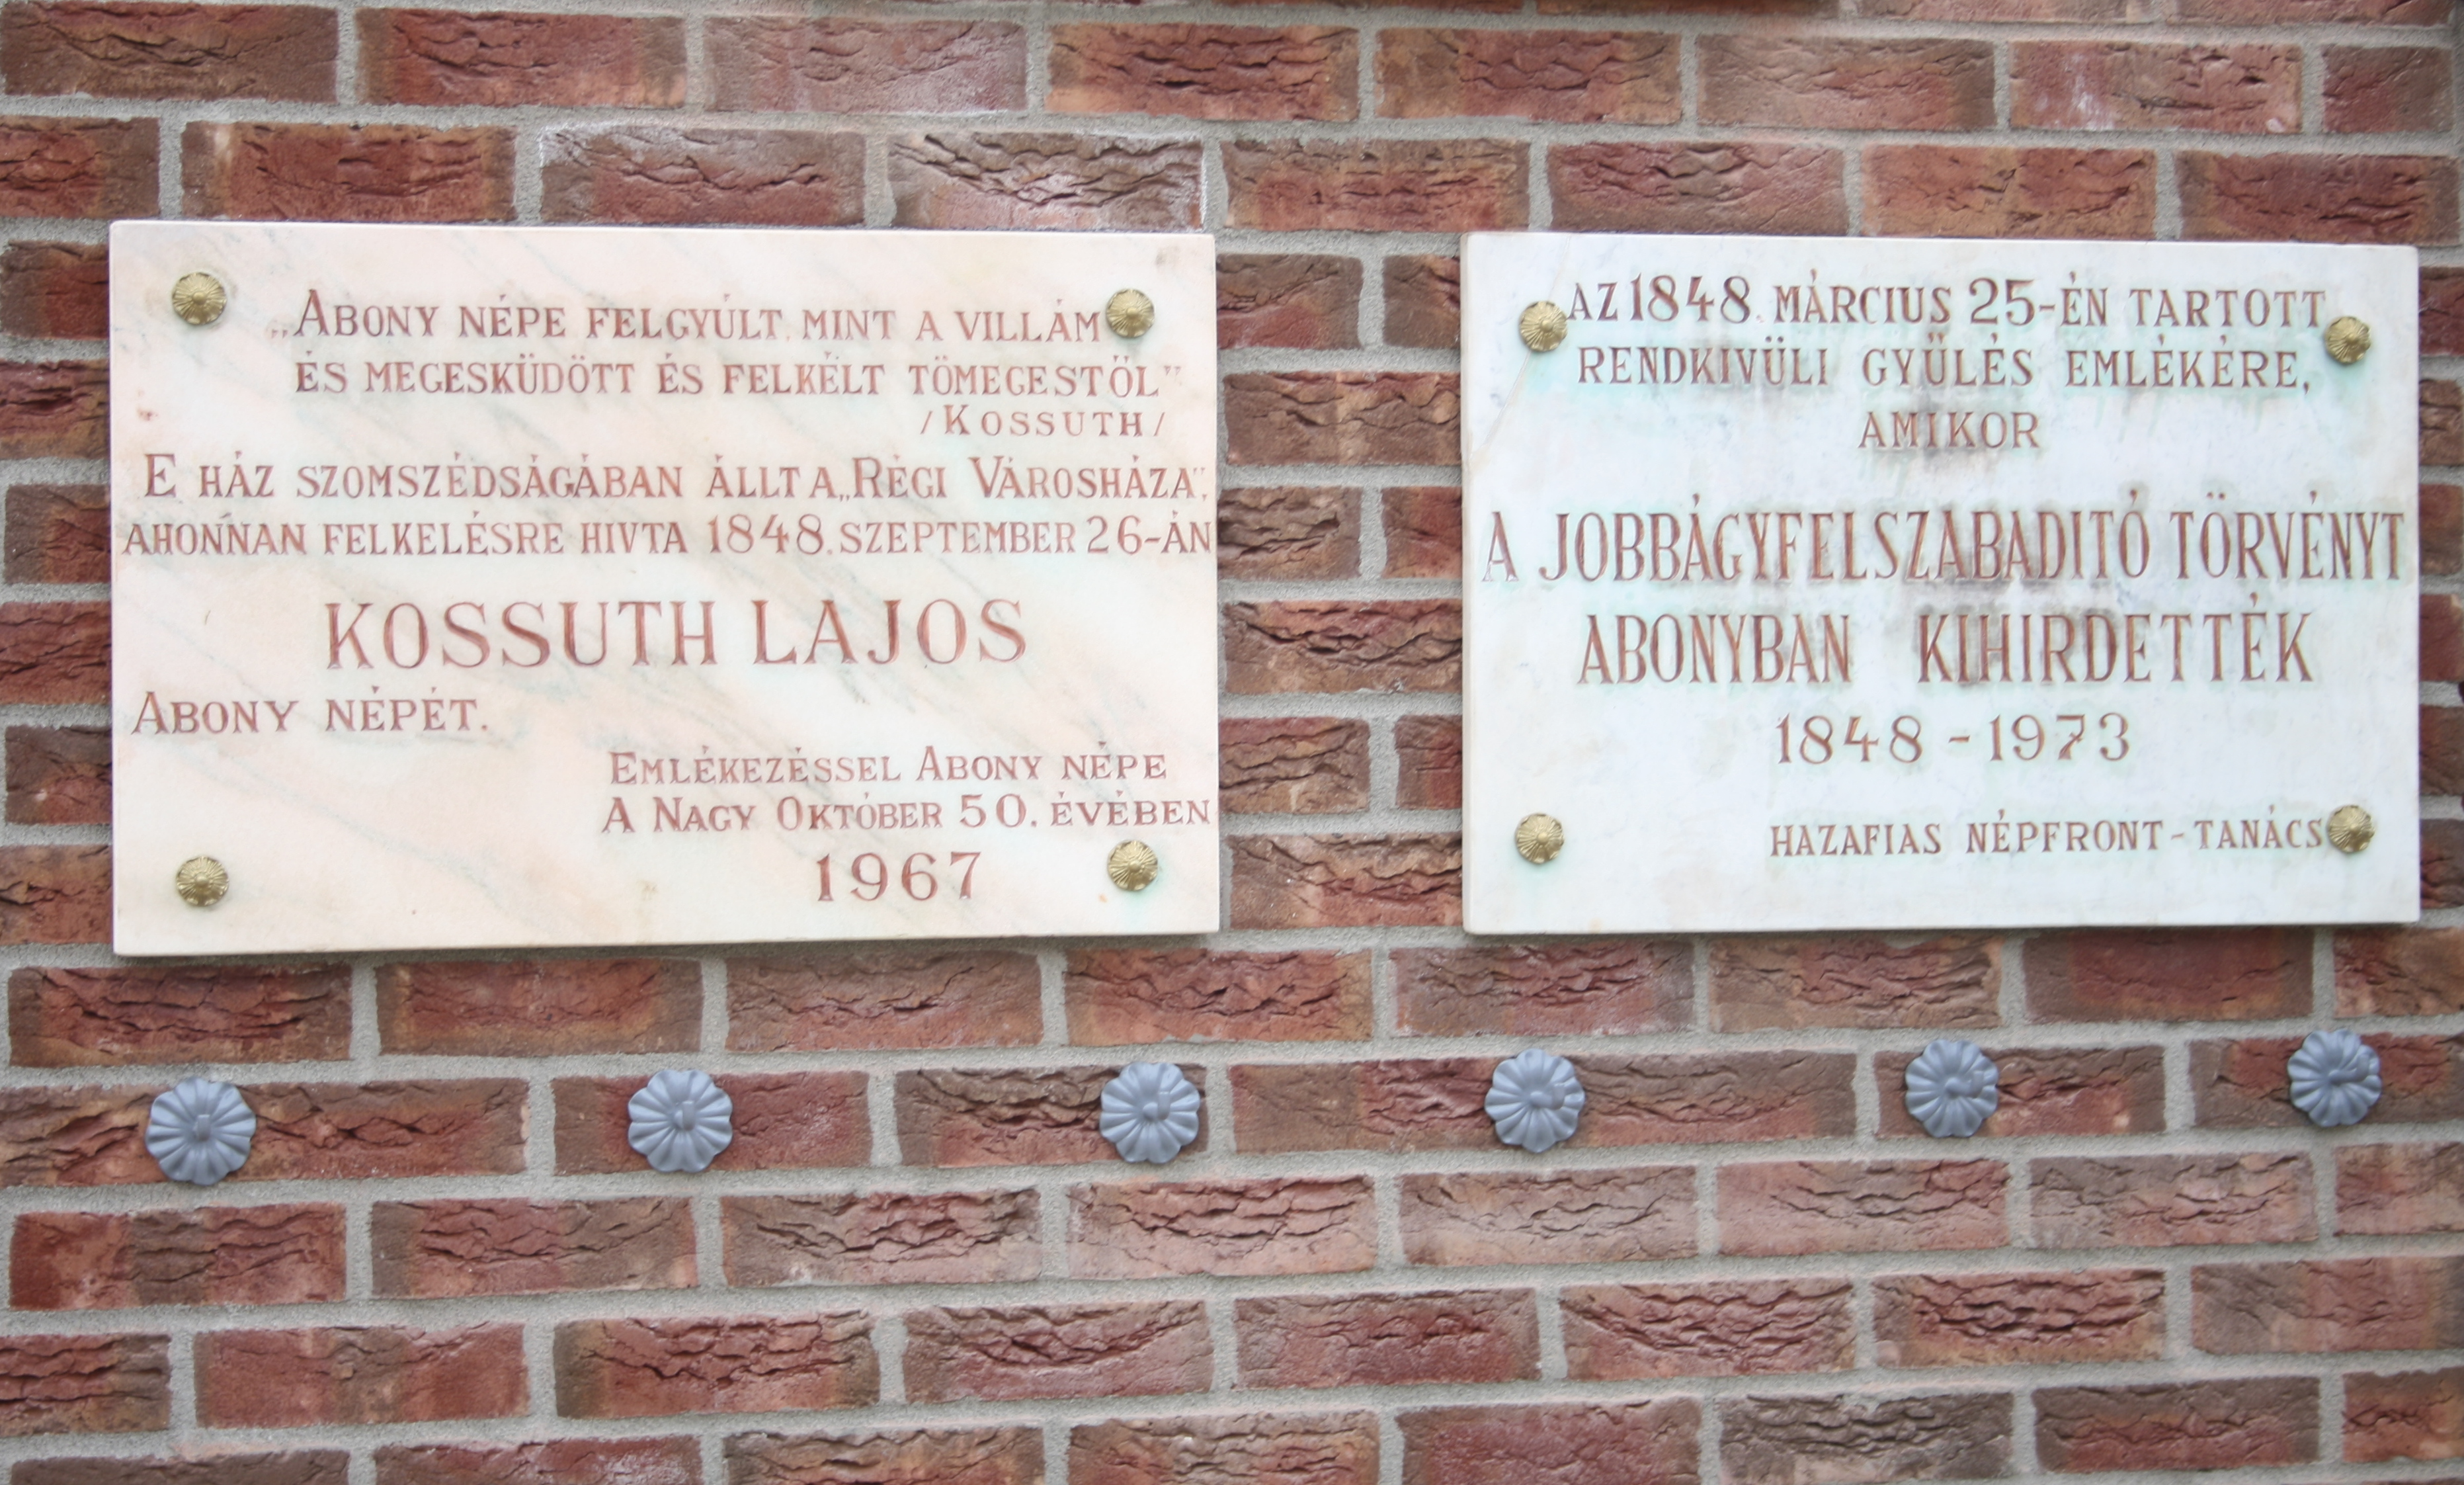 „Abony népe felgyúlt, mint a villám
és megesküdött és felkélt tömegestől"
/Kossuth/
E ház szomszédságában állt a „Régi Városháza",
ahonnan felkelésre hivta 1848. szeptember 26-án
KOSSUTH LAJOS
Abony népét.
Emlékezéssel Abony népe
A Nagy Október 50. évében
1967
AZ 1848. MÁRCIUS 25-ÉN TARTOTT
RENDKIVÜLI GYŰLÉS EMLÉKÉRE,
AMIKOR
A JOBBÁGYFELSZABADITÓ TÖRVÉNYT
ABONYBAN KIHIRDETTÉK
1848 - 1973
HAZAFIAS NÉPFRONT - TANÁCS